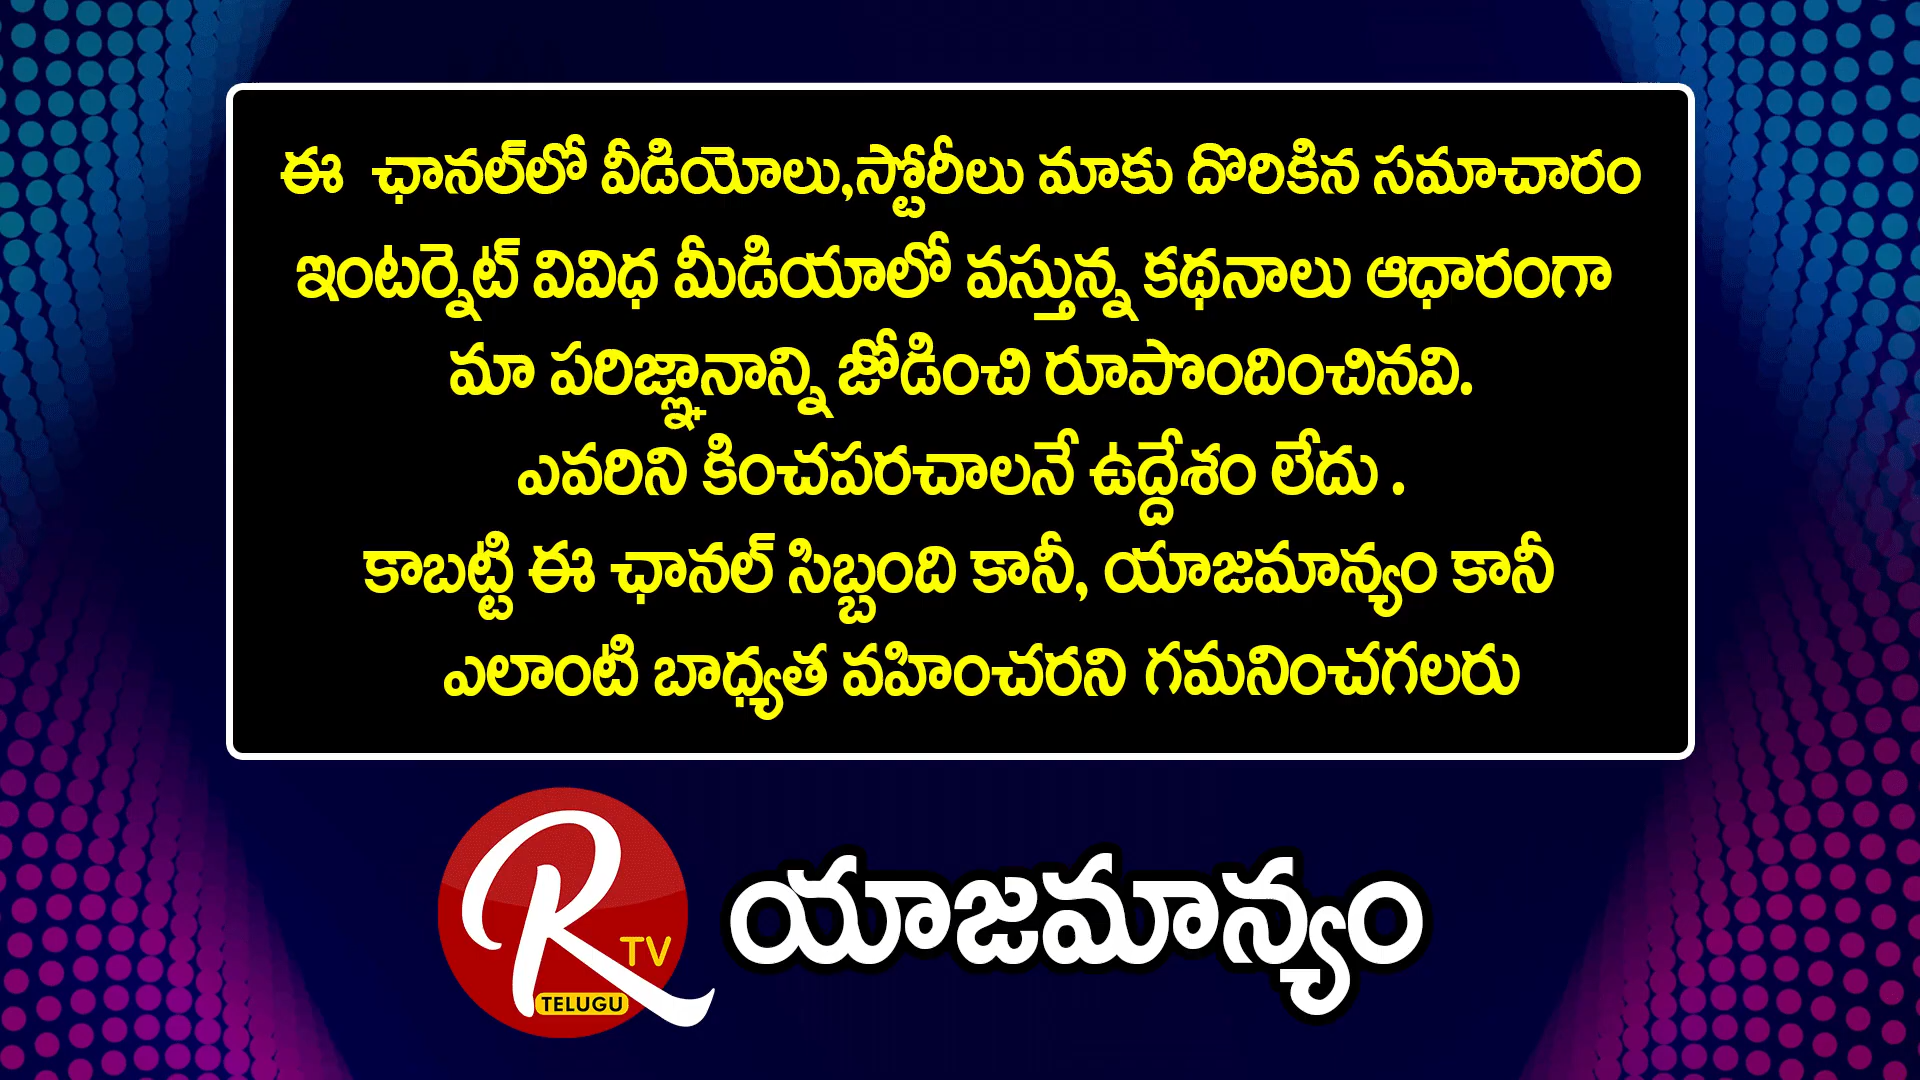 ఈ ఛానల్‌లో వీడియోలు,స్టోరీలు మాకు దొరికిన సమాచారం
ఇంటర్నెట్ వివిధ మీడియాలో వస్తున్న కథనాలు ఆధారంగా
మా పరిజ్ఞానాన్ని జోడించి రూపొందించినవి.
ఎవరిని కించపరచాలనే ఉద్దేశం లేదు .
కాబట్టి ఈ ఛానల్ సిబ్బంది కానీ, యాజమాన్యం కానీ
ఎలాంటి బాధ్యత వహించరని గమనించగలరు
R TV
TELUGU
యాజమాన్యం